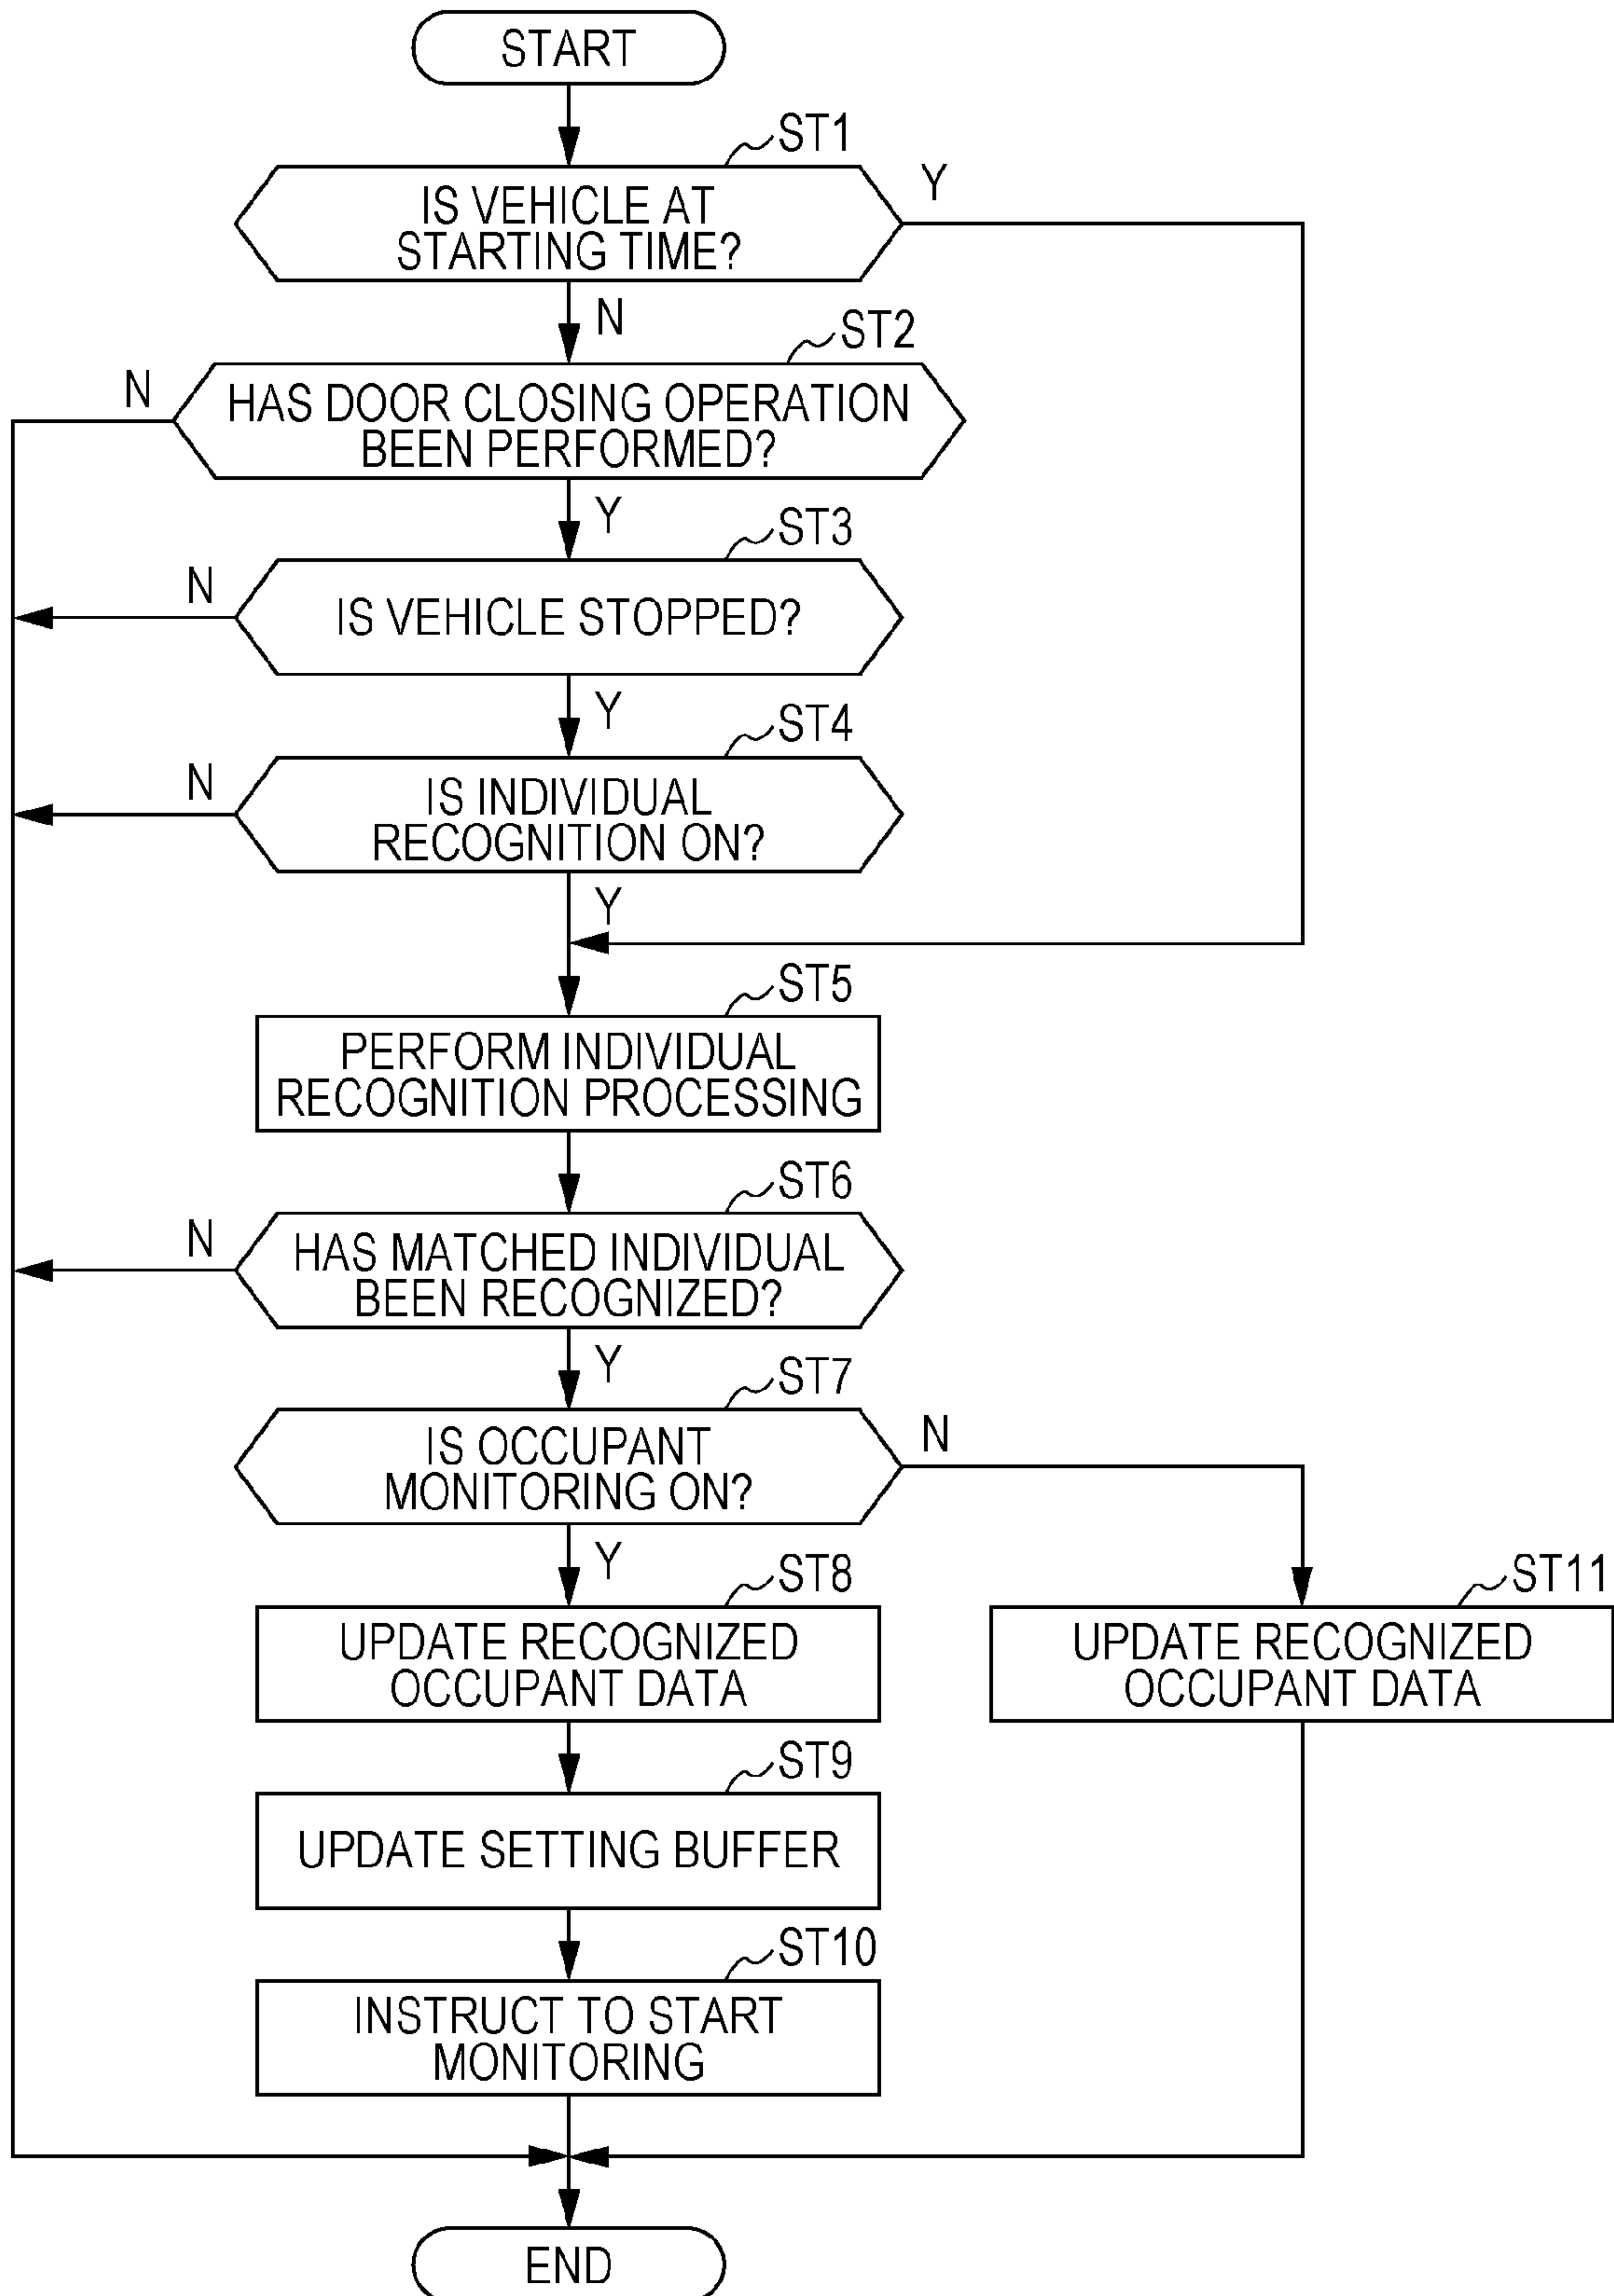 START
ST1
IS VEHICLE AT
STARTING TIME?
Y
N
ST2
N
HAS DOOR CLOSING OPERATION
BEEN PERFORMED?
Y
ST3
N
IS VEHICLE STOPPED?
Y
ST4
N
IS INDIVIDUAL
RECOGNITION ON?
Y
ST5
PERFORM INDIVIDUAL
RECOGNITION PROCESSING
ST6
N
HAS MATCHED INDIVIDUAL
BEEN RECOGNIZED?
Y
ST7
IS OCCUPANT
MONITORING ON?
N
Y
ST8
UPDATE RECOGNIZED
OCCUPANT DATA
ST11
UPDATE RECOGNIZED
OCCUPANT DATA
ST9
UPDATE SETTING BUFFER
ST10
INSTRUCT TO START
MONITORING
END